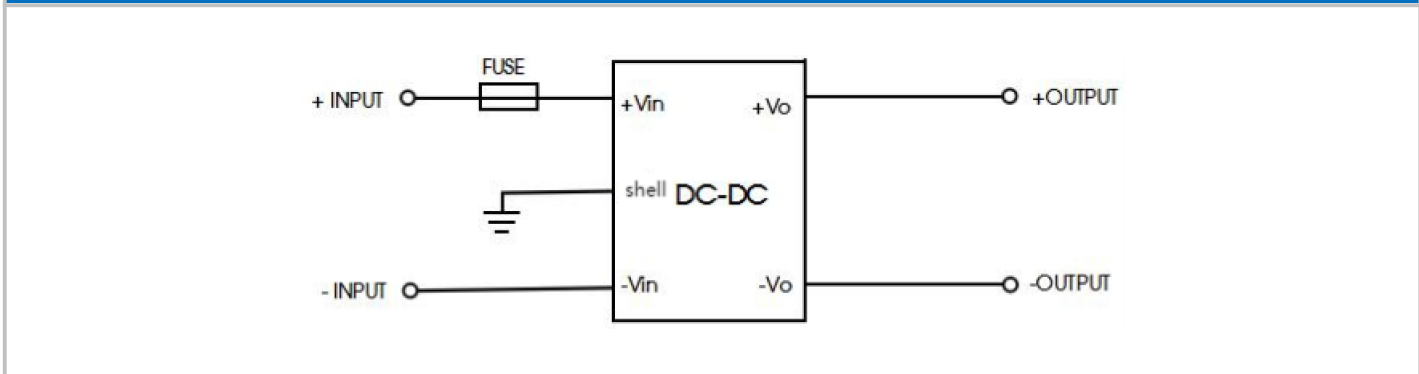 FUSE
+ INPUT
+Vin
+Vo
+OUTPUT
shell
DC-DC
- INPUT
-Vin
-Vo
-OUTPUT